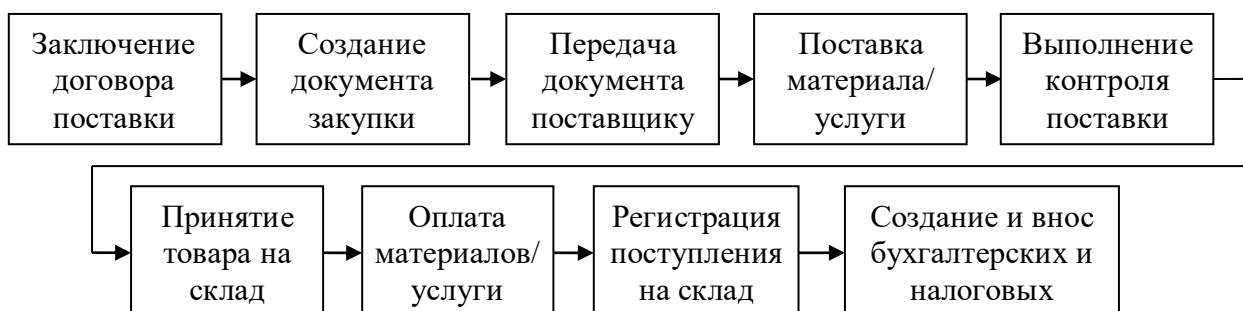 Заключение
договора
поставки
Создание
документа
закупки
Передача
документа
поставщику
Поставка
материала/
услуги
Выполнение
контроля
поставки
Принятие
товара на
склад
Оплата
материалов/
услуги
Регистрация
поступления
на склад
Создание и внос
бухгалтерских и
налоговых